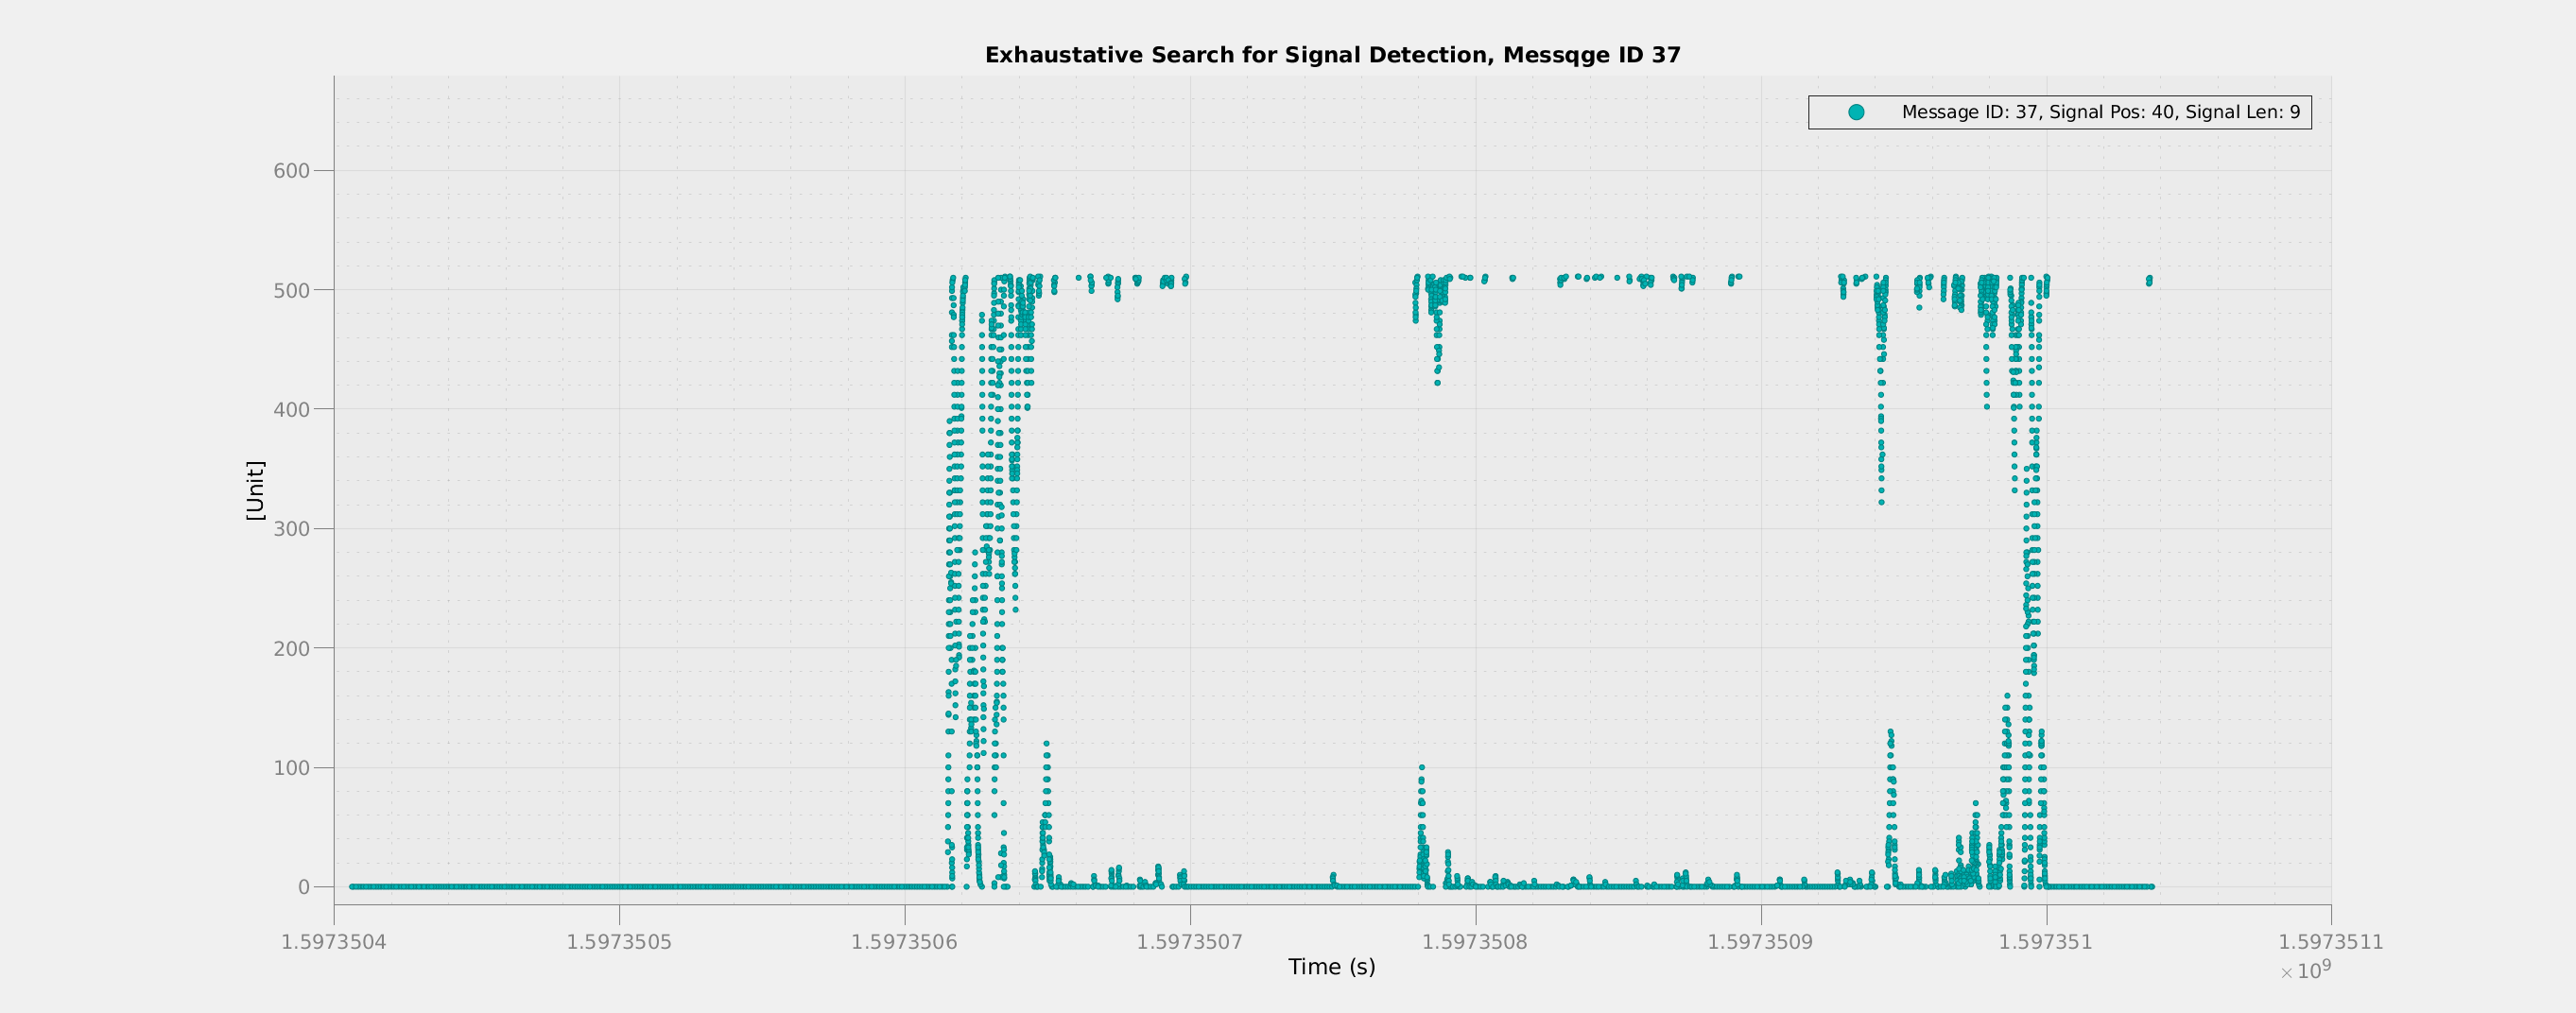 Exhaustative Search for Signal Detection, Messqge ID 37
Message ID: 37, Signal Pos: 40, Signal Len: 9
600
500
400
300
200
100
0
[Unit]
1.5973504 1.5973505 1.5973506 1.5973507 1.5973508 1.5973509 1.597351 1.5973511
Time (s)
× 10⁹